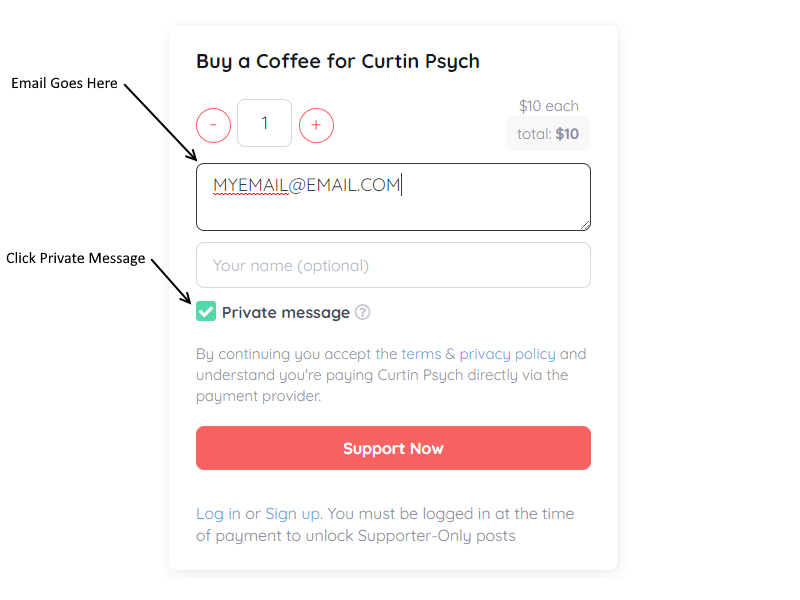 Buy a Coffee for Curtin Psych
Email Goes Here
$10 each
- 1 +
total: $10
MYEMAIL@EMAIL.COM
Click Private Message
Your name (optional)
Private message ?
By continuing you accept the terms & privacy policy and
understand you're paying Curtin Psych directly via the
payment provider.
Support Now
Log in or Sign up. You must be logged in at the time
of payment to unlock Supporter-Only posts